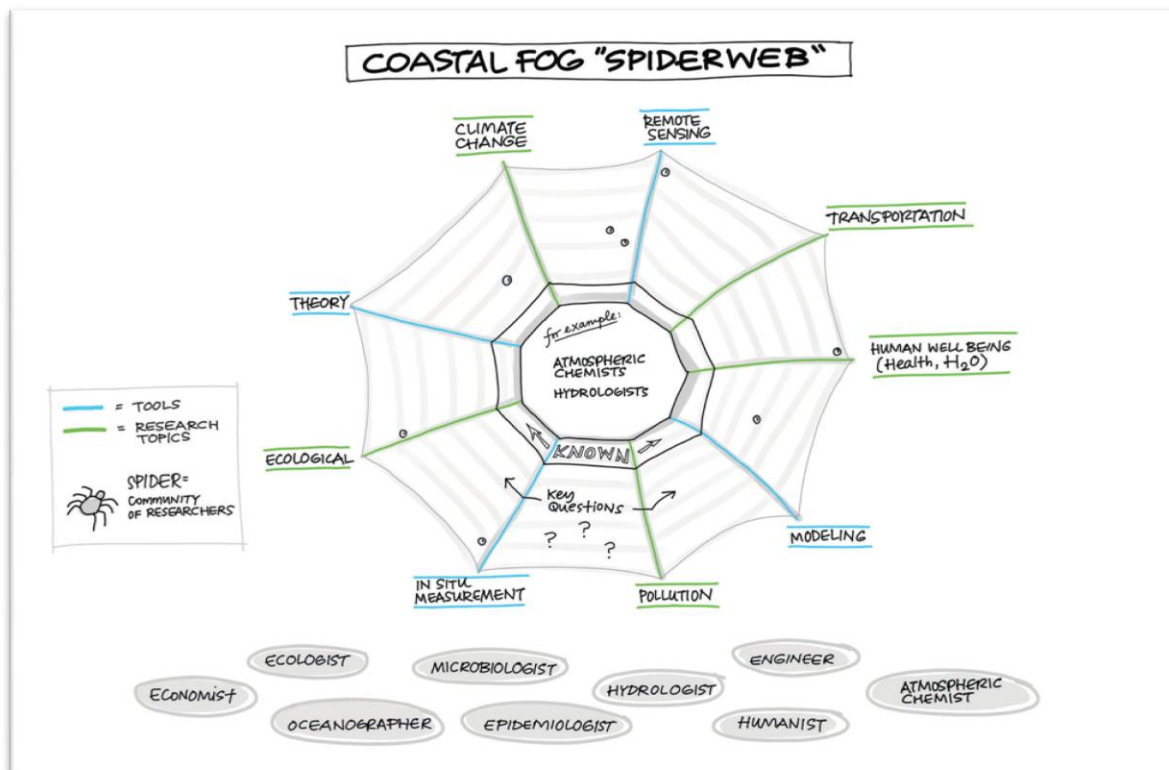 COASTAL FOG "SPIDERWEB"
CLIMATE
CHANGE
REMOTE
SENSING
TRANSPORTATION
THEORY
for example:
ATMOSPHERIC
CHEMISTS
HYDROLOGISTS
HUMAN WELL BEING
(Health, H₂O)
= TOOLS
= RESEARCH
TOPICS
SPIDER=
COMMUNITY
OF RESEARCHERS
ECOLOGICAL
KNOWN
KEY
QUESTIONS
? ? ?
MODELING
IN SITU
MEASUREMENT
POLLUTION
ECOLOGIST
MICROBIOLOGIST
ENGINEER
ECONOMIST
HYDROLOGIST
ATMOSPHERIC
CHEMIST
OCEANOGRAPHER
EPIDEMIOLOGIST
HUMANIST